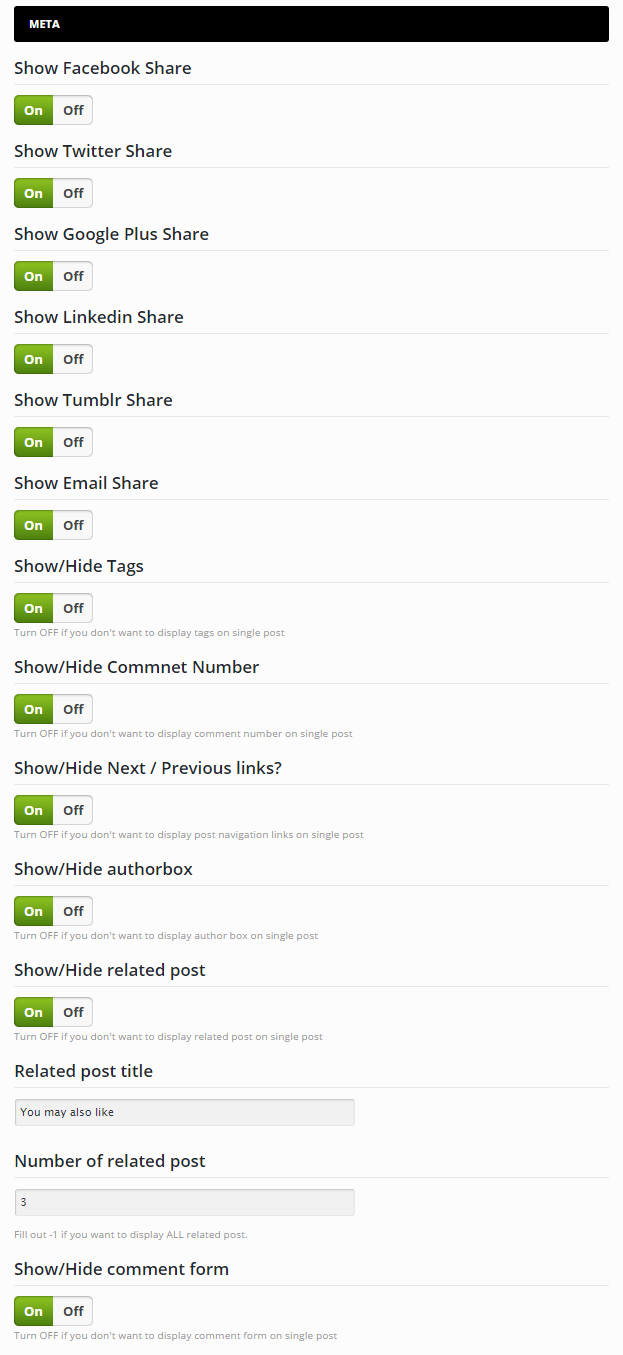 META
Show Facebook Share
On Off
Show Twitter Share
On Off
Show Google Plus Share
On Off
Show Linkedin Share
On Off
Show Tumblr Share
On Off
Show Email Share
On Off
Show/Hide Tags
On Off
Turn OFF if you don't want to display tags on single post
Show/Hide Commnet Number
On Off
Turn OFF if you don't want to display comment number on single post
Show/Hide Next / Previous links?
On Off
Turn OFF if you don't want to display post navigation links on single post
Show/Hide authorbox
On Off
Turn OFF if you don't want to display author box on single post
Show/Hide related post
On Off
Turn OFF if you don't want to display related post on single post
Related post title
You may also like
Number of related post
3
Fill out -1 if you want to display ALL related post.
Show/Hide comment form
On Off
Turn OFF if you don't want to display comment form on single post